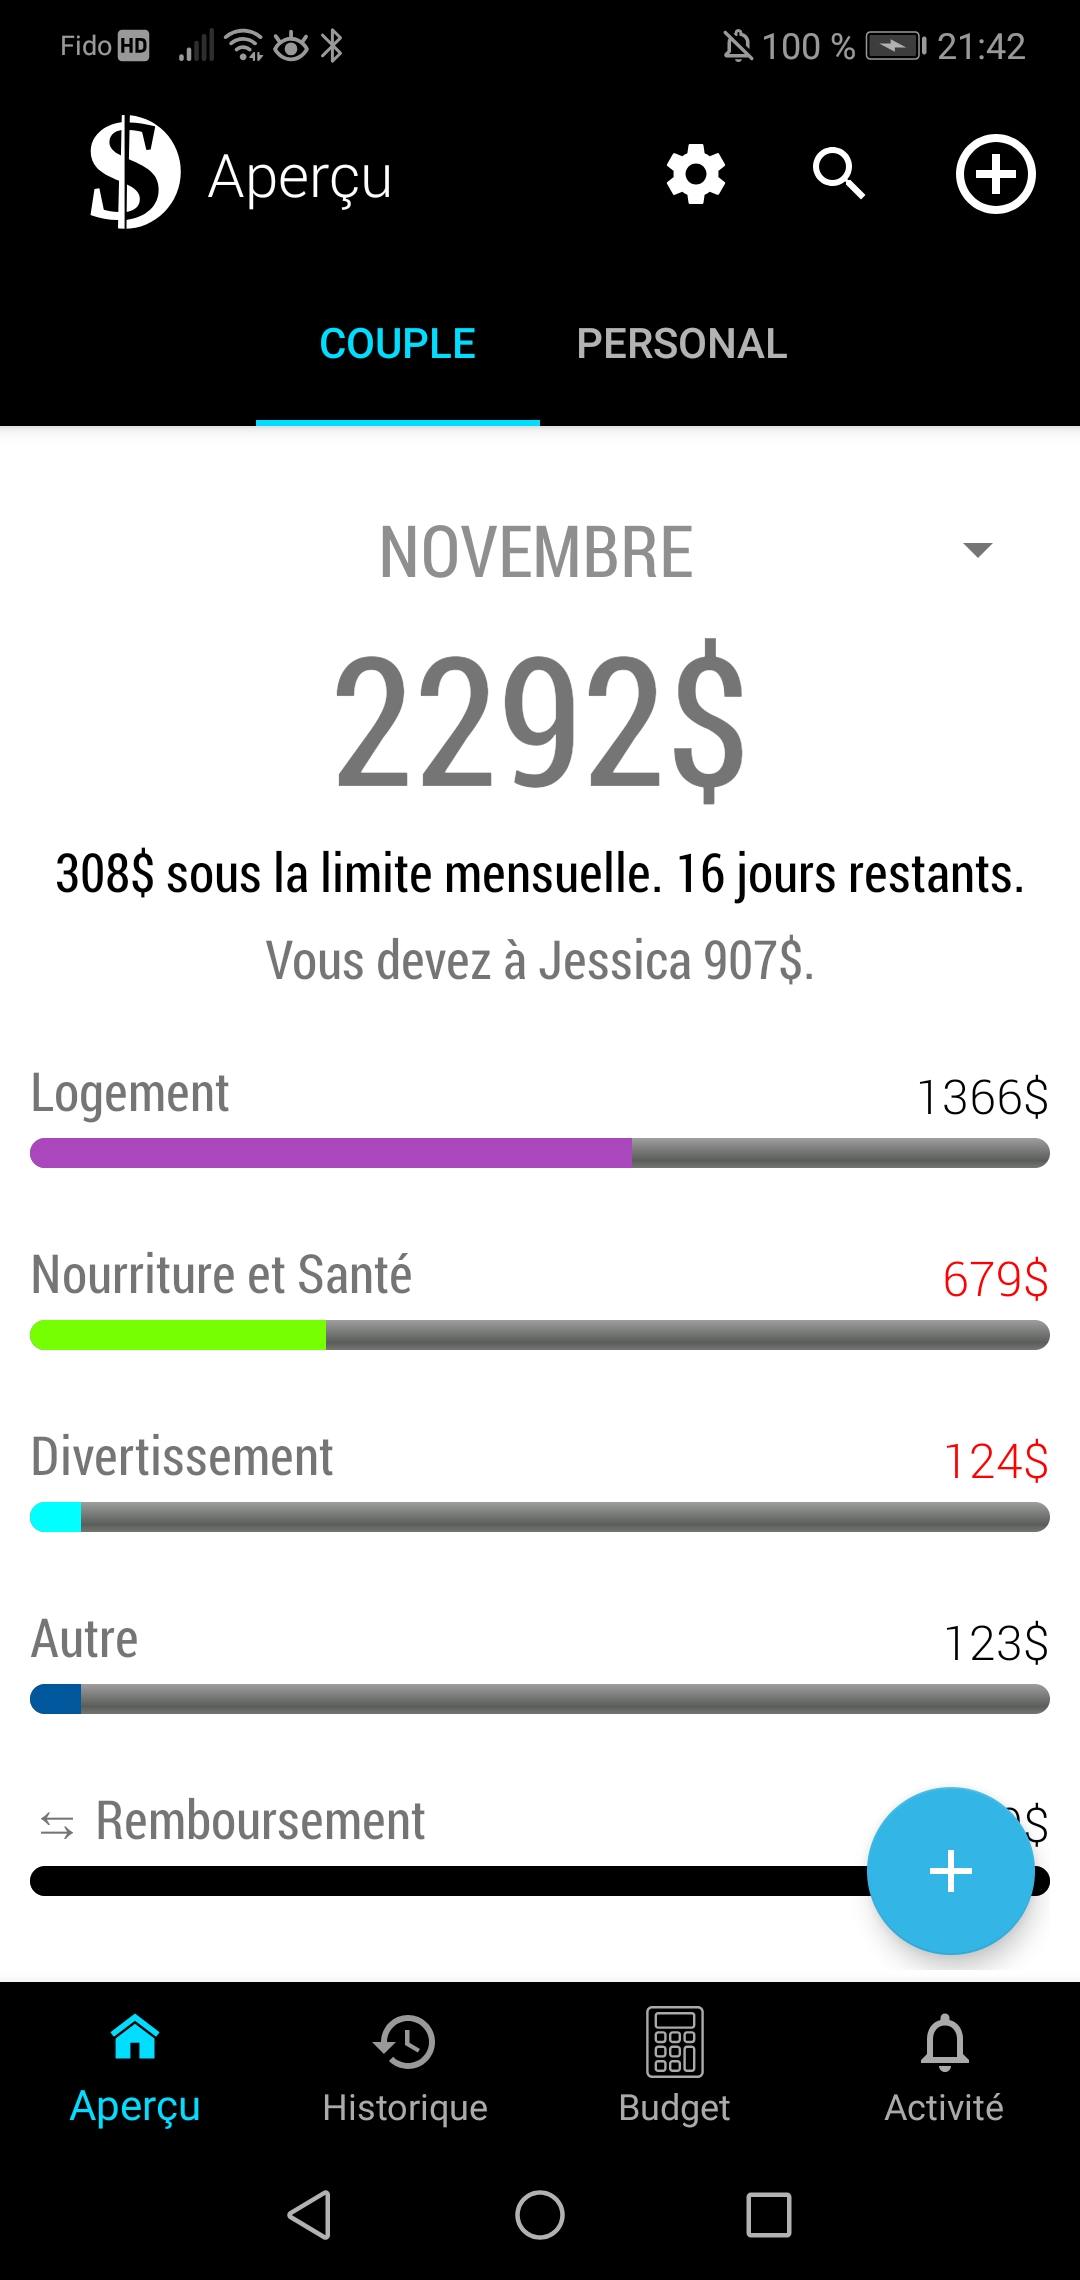 Fido HD 100 % 21:42
Aperçu
COUPLE PERSONAL
NOVEMBRE
2292$
308$ sous la limite mensuelle. 16 jours restants.
Vous devez à Jessica 907$.
Logement 1366$
Nourriture et Santé 679$
Divertissement 124$
Autre 123$
Remboursement
Aperçu Historique Budget Activité